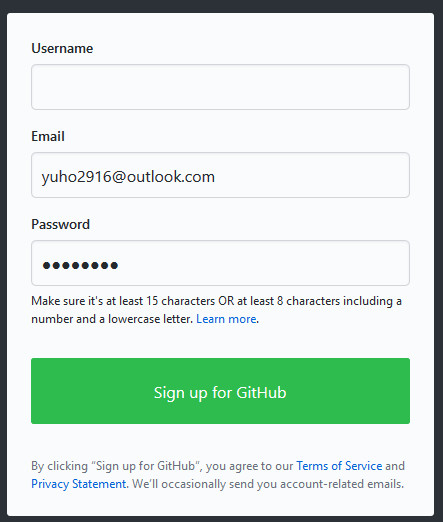 Username
Email
yuho2916@outlook.com
Password
●●●●●●●●
Make sure it's at least 15 characters OR at least 8 characters including a
number and a lowercase letter. Learn more.
Sign up for GitHub
By clicking “Sign up for GitHub”, you agree to our Terms of Service and
Privacy Statement. We’ll occasionally send you account-related emails.